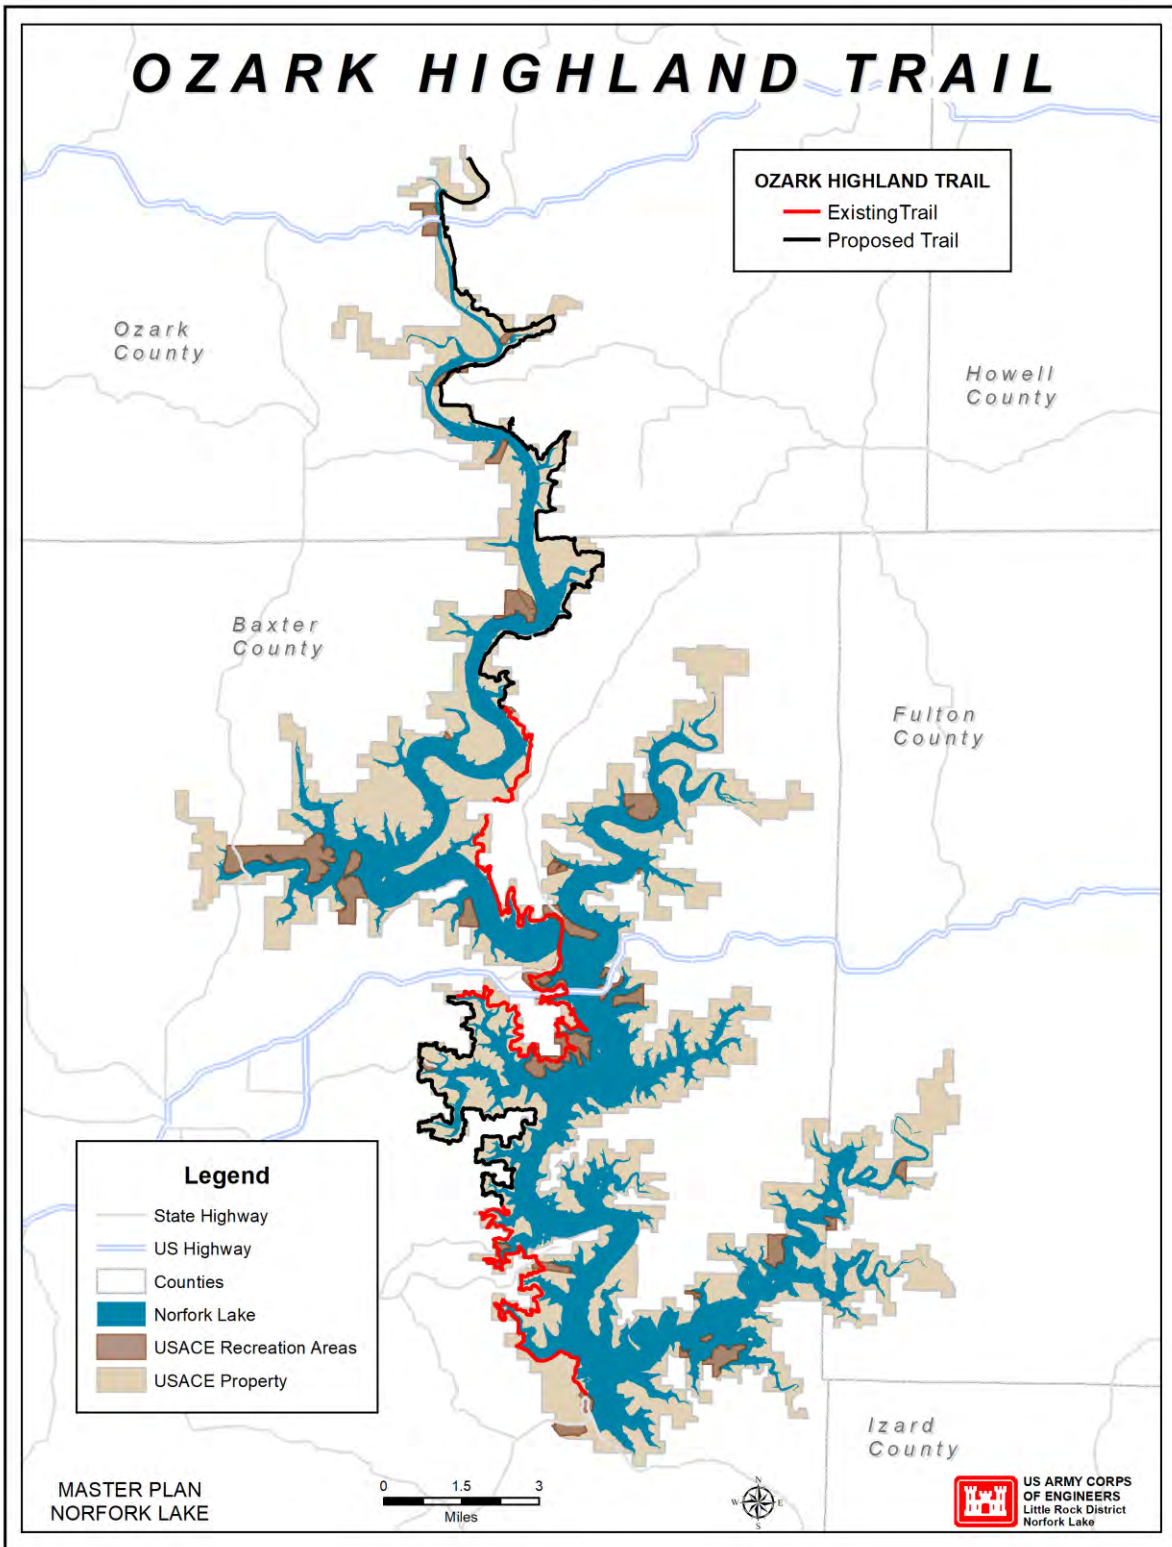 OZARK HIGHLAND TRAIL
OZARK HIGHLAND TRAIL
ExistingTrail
Proposed Trail
Ozark
County
Howell
County
Baxter
County
Fulton
County
Legend
State Highway
US Highway
Counties
Norfork Lake
USACE Recreation Areas
USACE Property
Izard
County
MASTER PLAN
NORFORK LAKE
0 1.5 3
Miles
N
W E
S
US ARMY CORPS
OF ENGINEERS
Little Rock District
Norfork Lake